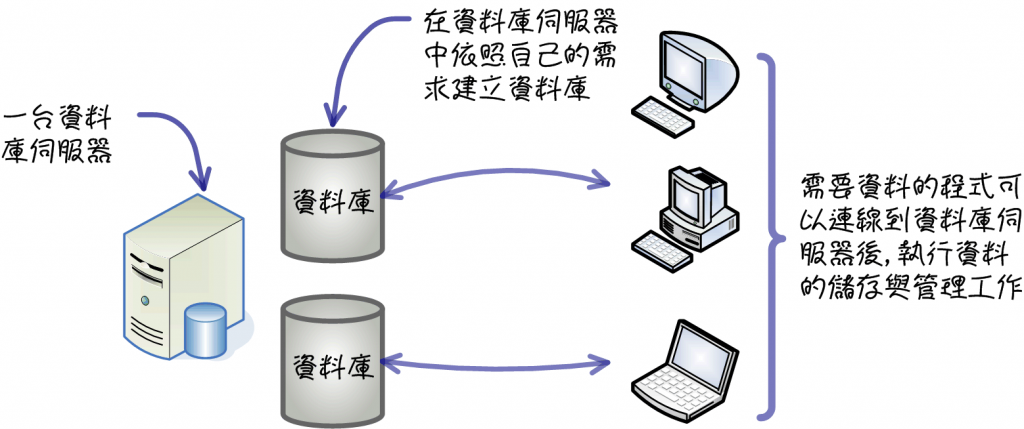 在資料庫伺服器
中依照自己的需
求建立資料庫
一台資料
庫伺服器
資料庫
需要資料的程式可
以連線到資料庫伺
服器後,執行資料
的儲存與管理工作
資料庫